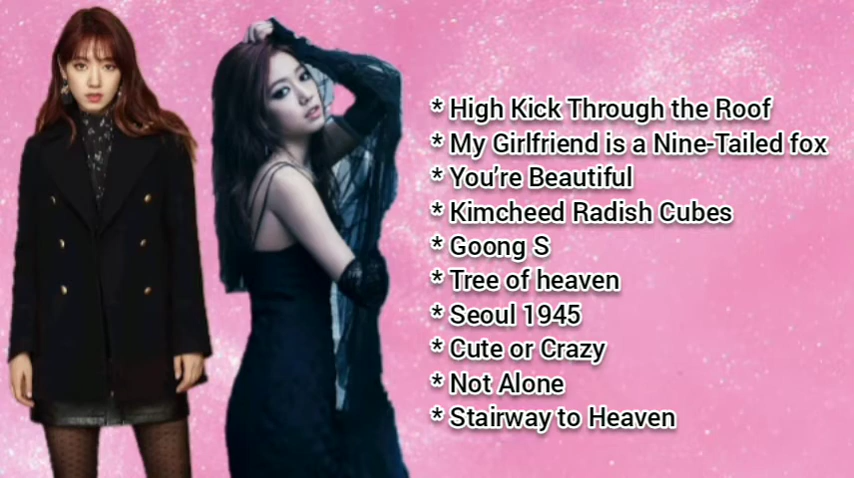 * High Kick Through the Roof
* My Girlfriend is a Nine-Tailed fox
* You're Beautiful
* Kimcheed Radish Cubes
* Goong S
* Tree of heaven
* Seoul 1945
* Cute or Crazy
* Not Alone
* Stairway to Heaven